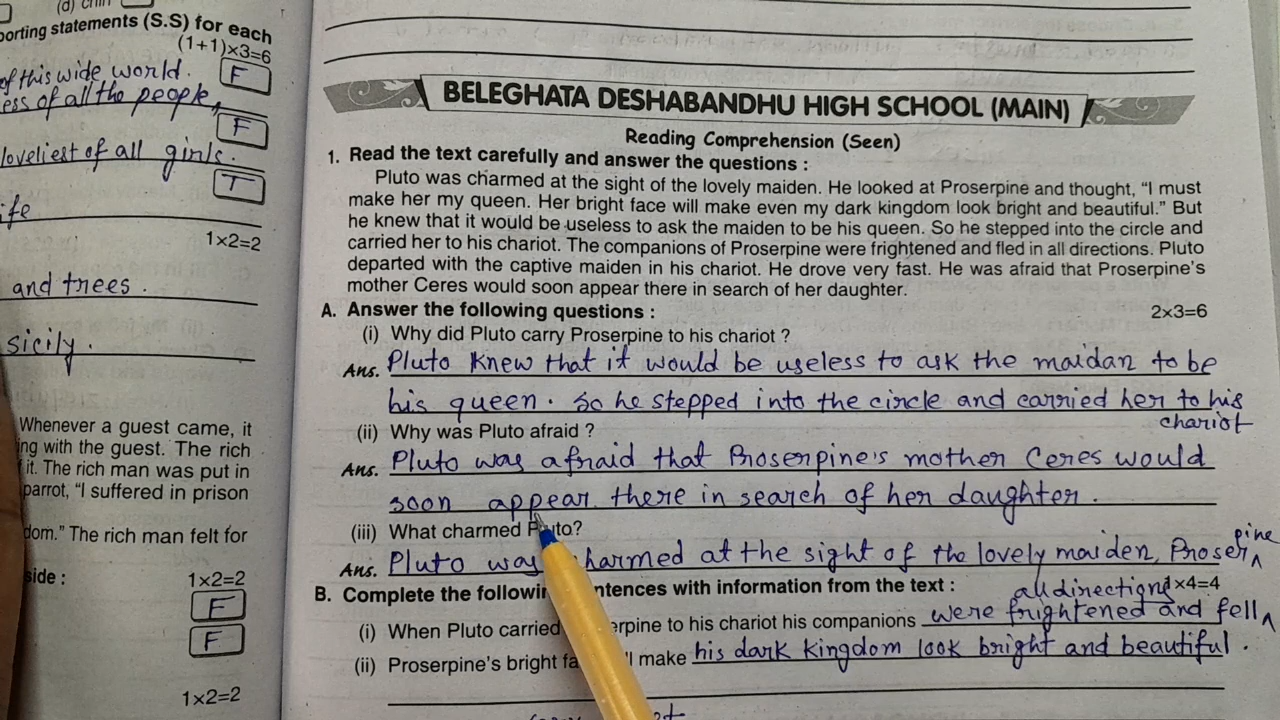 (d) chin
porting statements (S.S) for each
(1+1)×3=6
of this wide world. F
ess of all the people,
F
loveliest of all girls.
T
ife
1×2=2
and trees.
sicily.
Whenever a guest came, it
ing with the guest. The rich
it. The rich man was put in
parrot, "I suffered in prison
dom." The rich man felt for
side : 1×2=2
F
F
1×2=2
BELEGHATA DESHABANDHU HIGH SCHOOL (MAIN)
Reading Comprehension (Seen)
1. Read the text carefully and answer the questions :
Pluto was charmed at the sight of the lovely maiden. He looked at Proserpine and thought, "I must
make her my queen. Her bright face will make even my dark kingdom look bright and beautiful." But
he knew that it would be useless to ask the maiden to be his queen. So he stepped into the circle and
carried her to his chariot. The companions of Proserpine were frightened and fled in all directions. Pluto
departed with the captive maiden in his chariot. He drove very fast. He was afraid that Proserpine's
mother Ceres would soon appear there in search of her daughter.
A. Answer the following questions : 2×3=6
(i) Why did Pluto carry Proserpine to his chariot ?
Ans. Pluto knew that it would be useless to ask the maidan to be
his queen. So he stepped into the circle and carried her to his
chariot
(ii) Why was Pluto afraid ?
Ans. Pluto was afraid that Proserpine's mother Ceres would
soon appear there in search of her daughter.
(iii) What charmed Pluto?
Ans. Pluto was charmed at the sight of the lovely maiden, Proserpine
B. Complete the following sentences with information from the text : 1×4=4
all directions
(i) When Pluto carried Proserpine to his chariot his companions were frightened and fell
(ii) Proserpine's bright fa ll make his dark kingdom look bright and beautiful.